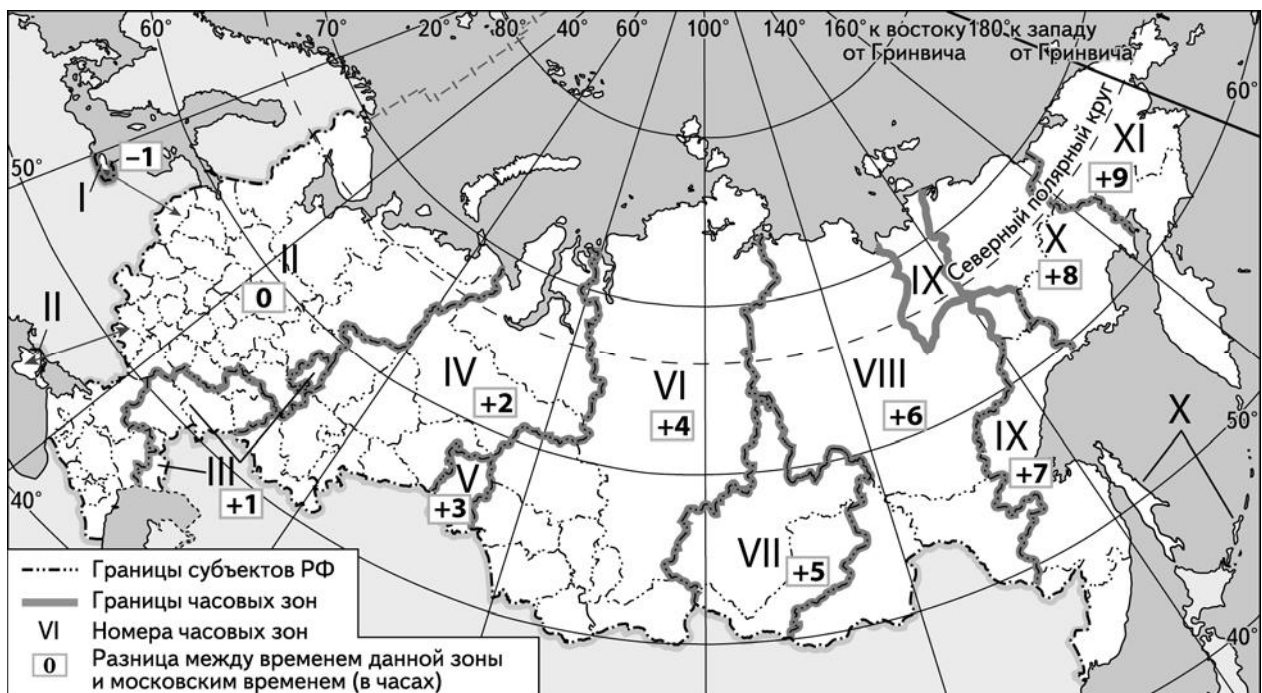 60° 70° 20° 40° 60° 80° 100° 120° 140° 160° к востоку 180° к западу
от Гринвича от Гринвича
60°
50°
–1
I
Северный полярный круг
XI
+9
X
+8
II
0
IX
II
IV
+2
VI
+4
VIII
+6
X
50°
IX
+7
III
+1
V
+3
40°
VII
+5
40°
Границы субъектов РФ
Границы часовых зон
VI Номера часовых зон
0 Разница между временем данной зоны
и московским временем (в часах)